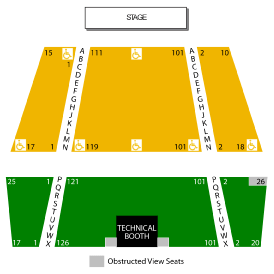 STAGE
15 1 A 111 101 A 2 10
B B
C C
D D
E E
F F
G G
H H
J J
K K
L L
M M
17 1 N 119 101 N 2 18
25 1 P 121 101 P 2 26
Q Q
R R
S S
T T
U U
V V
W W
17 1 X 126 101 X 2 20
TECHNICAL
BOOTH
Obstructed View Seats